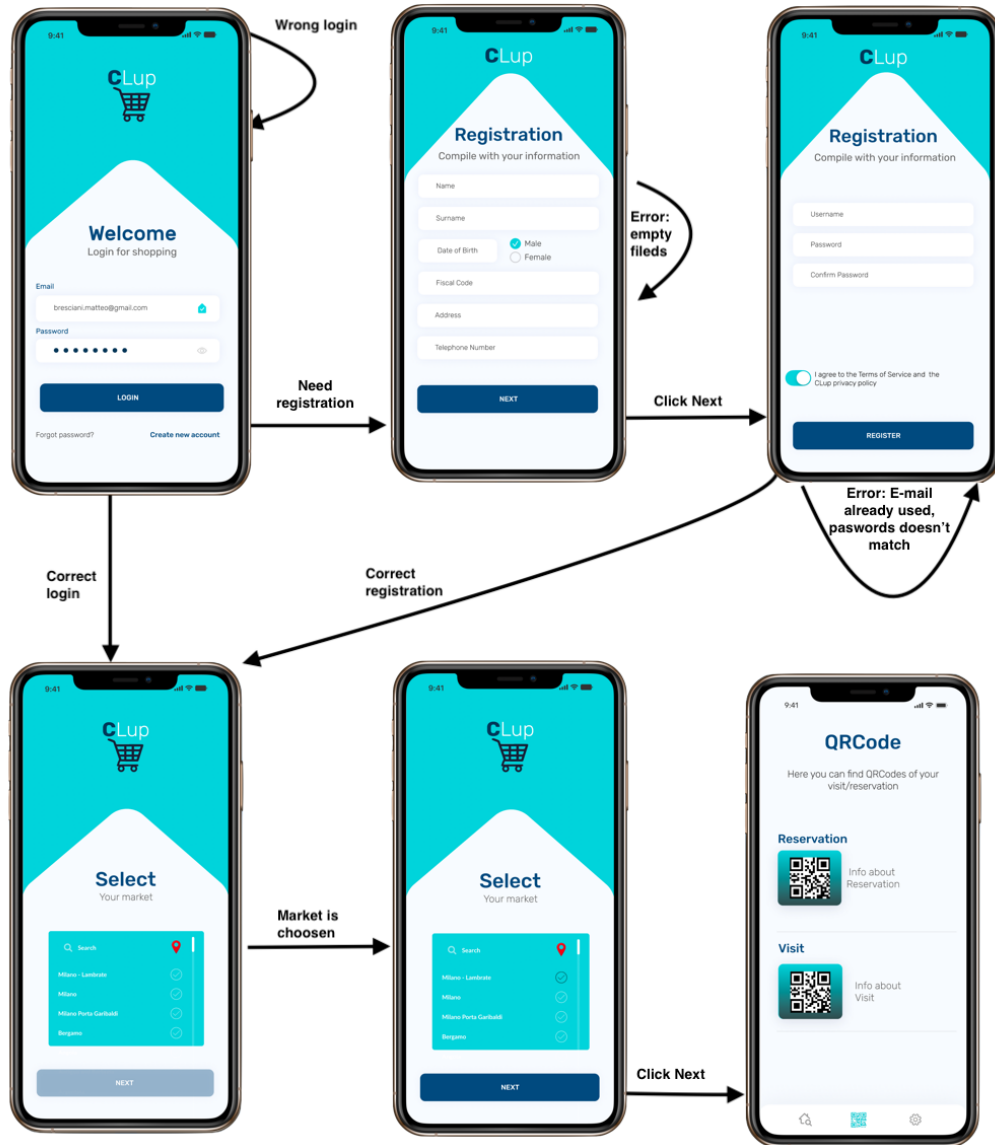 9:41
CLup
Welcome
Login for shopping
Email
bresciani.matteo@gmail.com
Password
LOGIN
Forgot password?
Create new account
Wrong login
Need
registration
9:41
CLup
Registration
Compile with your information
Name
Surname
Date of Birth
Male
Female
Fiscal Code
Address
Telephone Number
NEXT
Error:
empty
fileds
Click Next
9:41
CLup
Registration
Compile with your information
Username
Password
Confirm Password
I agree to the Terms of Service and the
CLup privacy policy
REGISTER
Error: E-mail
already used,
paswords doesn't
match
Correct
login
Correct
registration
9:41
CLup
Select
Your market
Search
Milano - Lambrate
Milano
Milano Porta Garibaldi
Bergamo
NEXT
Market is
choosen
9:41
CLup
Select
Your market
Search
Milano - Lambrate
Milano
Milano Porta Garibaldi
Bergamo
NEXT
Click Next
9:41
QRCode
Here you can find QRCodes of your
visit/reservation
Reservation
Info about
Reservation
Visit
Info about
Visit